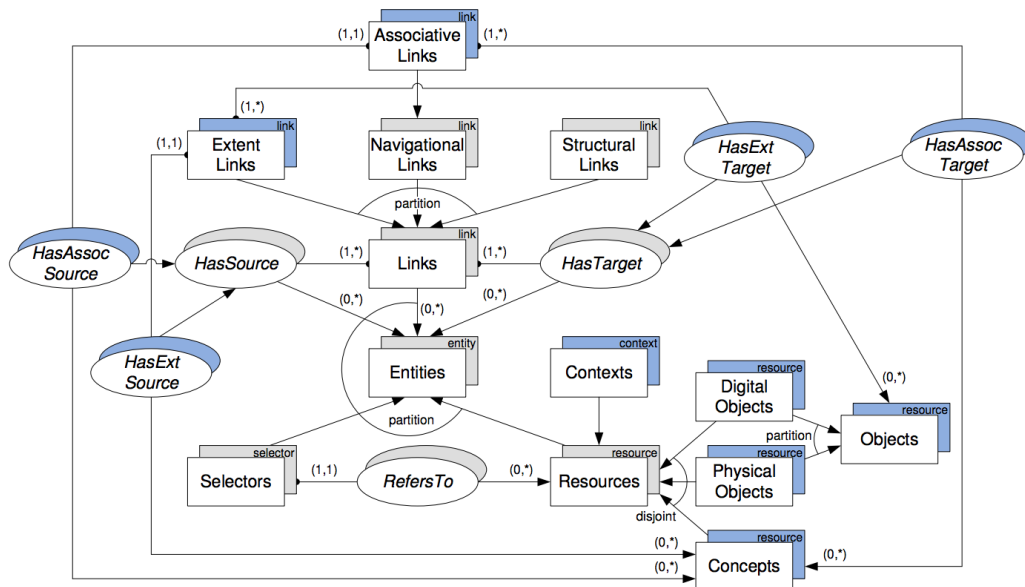 link
(1,1)
Associative
Links
(1,*)
(1,*)
link
link
link
(1,1)
Extent
Links
Navigational
Links
Structural
Links
HasExt
Target
HasAssoc
Target
partition
link
HasAssoc
Source
HasSource
(1,*)
Links
(1,*)
HasTarget
(0,*)
(0,*)
(0,*)
entity
context
HasExt
Source
Entities
Contexts
resource
Digital
Objects
(0,*)
resource
partition
partition
Objects
selector
resource
resource
Selectors
(1,1)
RefersTo
(0,*)
Resources
Physical
Objects
disjoint
resource
(0,*)
Concepts
(0,*)
(0,*)